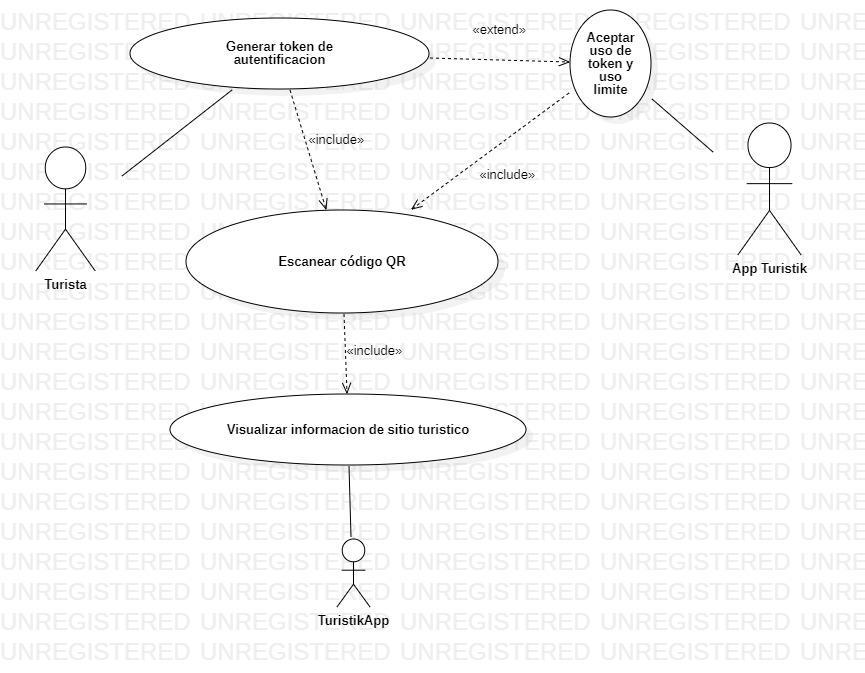 «extend»
Aceptar
uso de
token y
uso
limite
Generar token de
autentificacion
«include»
«include»
App Turistik
Turista
Escanear código QR
«include»
Visualizar informacion de sitio turistico
TuristikApp
UNREGISTERED UNREGISTERED UNREGISTERED UNREGISTERED UNRE